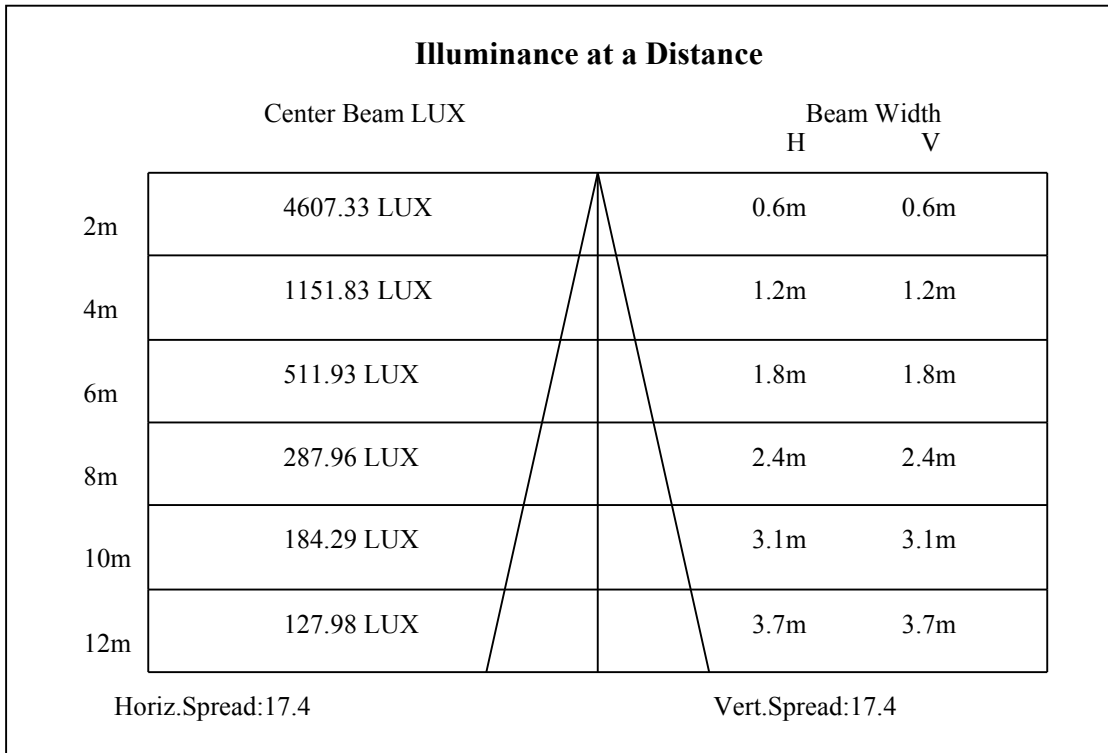 Illuminance at a Distance
Center Beam LUX Beam Width
H V
2m 4607.33 LUX 0.6m 0.6m
4m 1151.83 LUX 1.2m 1.2m
6m 511.93 LUX 1.8m 1.8m
8m 287.96 LUX 2.4m 2.4m
10m 184.29 LUX 3.1m 3.1m
12m 127.98 LUX 3.7m 3.7m
Horiz.Spread:17.4 Vert.Spread:17.4